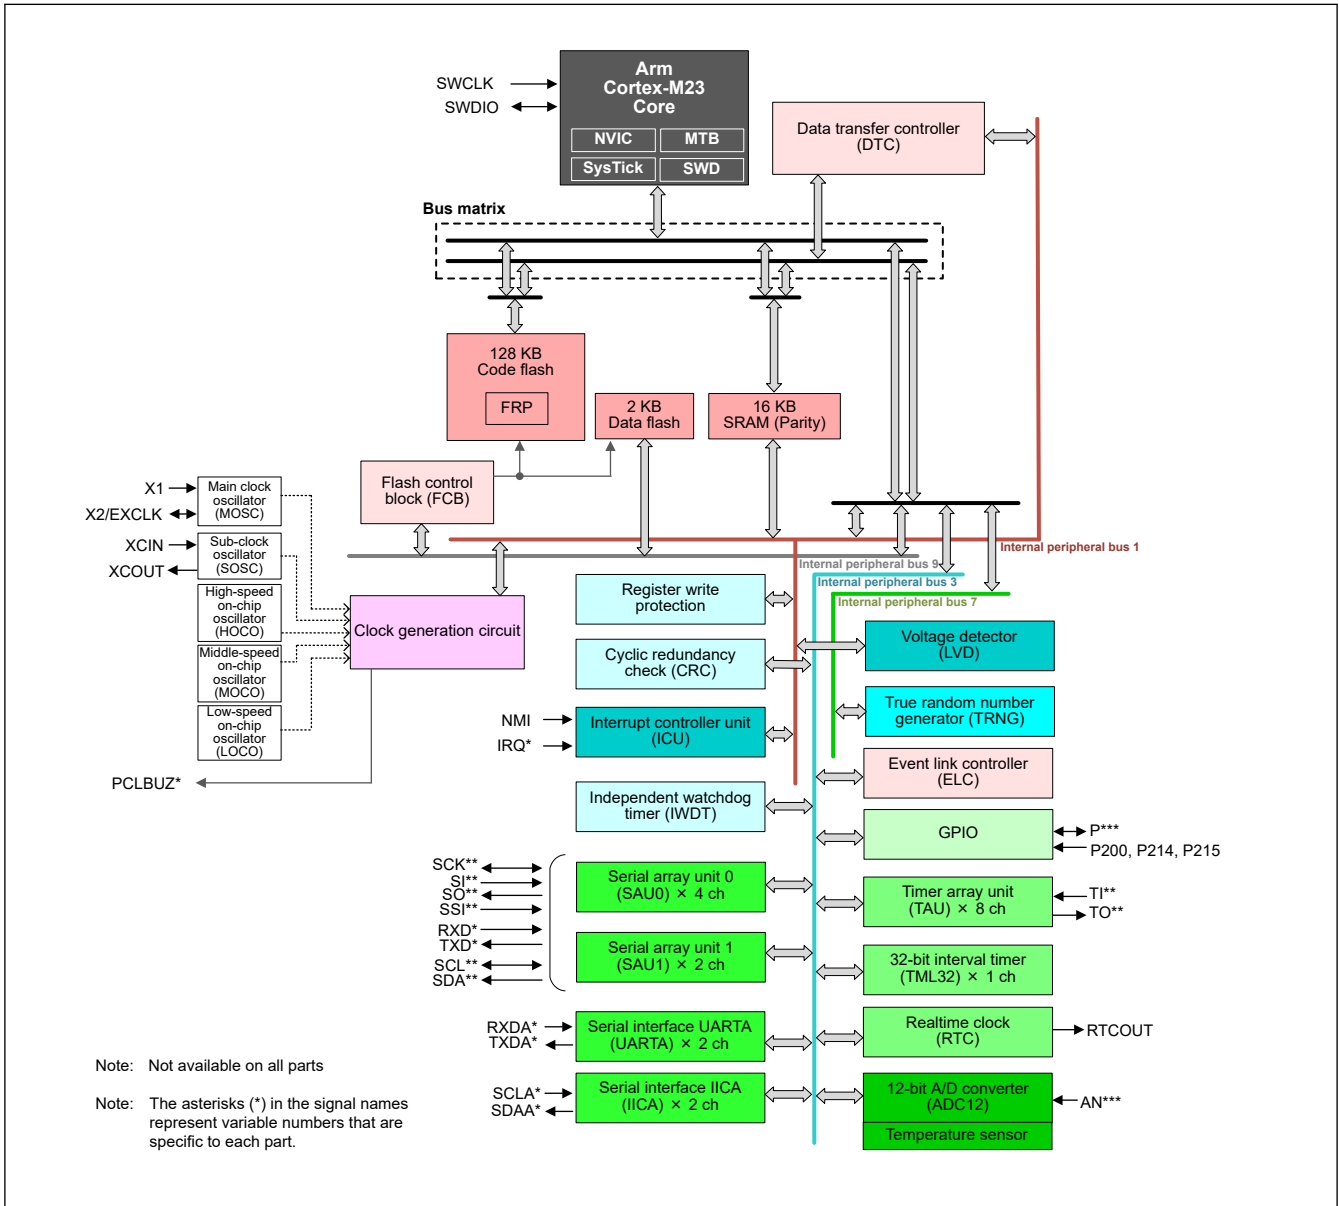 Arm
Cortex-M23
Core
NVIC
MTB
SysTick
SWD
SWCLK
SWDIO
Data transfer controller
(DTC)
Bus matrix
128 KB
Code flash
FRP
2 KB
Data flash
16 KB
SRAM (Parity)
Flash control
block (FCB)
X1
X2/EXCLK
XCIN
XCOUT
Main clock
oscillator
(MOSC)
Sub-clock
oscillator
(SOSC)
High-speed
on-chip
oscillator
(HOCO)
Middle-speed
on-chip
oscillator
(MOCO)
Low-speed
on-chip
oscillator
(LOCO)
Clock generation circuit
PCLBUZ*
Internal peripheral bus 1
Internal peripheral bus 9
Internal peripheral bus 3
Internal peripheral bus 7
Register write
protection
Cyclic redundancy
check (CRC)
NMI
IRQ*
Interrupt controller unit
(ICU)
Independent watchdog
timer (IWDT)
SCK**
SI**
SO**
SSI**
RXD*
TXD*
SCL**
SDA**
Serial array unit 0
(SAU0) × 4 ch
Serial array unit 1
(SAU1) × 2 ch
RXDA*
TXDA*
Serial interface UARTA
(UARTA) × 2 ch
SCLA*
SDAA*
Serial interface IICA
(IICA) × 2 ch
Voltage detector
(LVD)
True random number
generator (TRNG)
Event link controller
(ELC)
GPIO
P***
P200, P214, P215
Timer array unit
(TAU) × 8 ch
TI**
TO**
32-bit interval timer
(TML32) × 1 ch
Realtime clock
(RTC)
RTCOUT
12-bit A/D converter
(ADC12)
AN***
Temperature sensor
Note: Not available on all parts
Note: The asterisks (*) in the signal names
represent variable numbers that are
specific to each part.